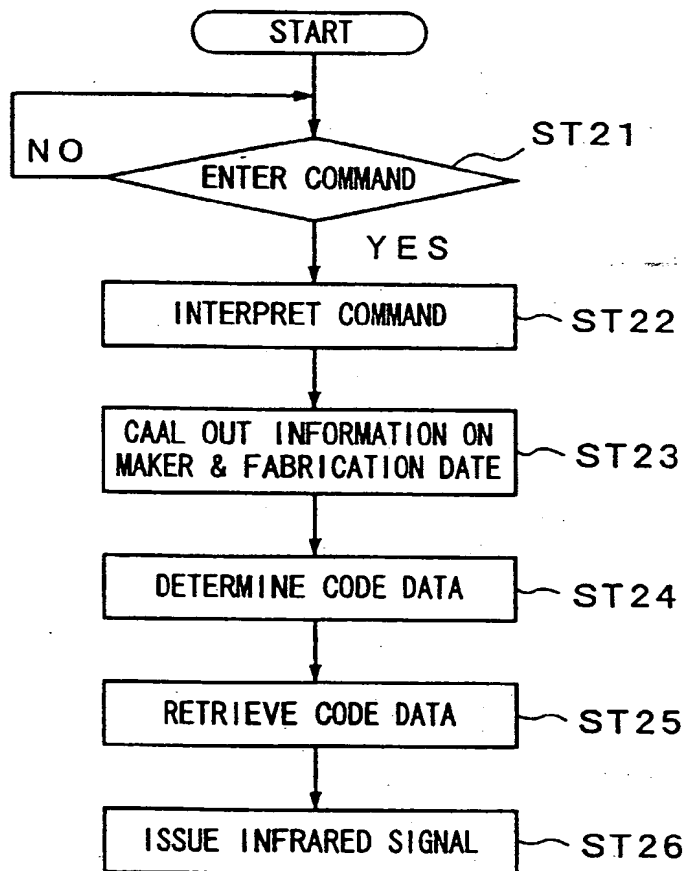 START
NO
ENTER COMMAND
ST21
YES
INTERPRET COMMAND
ST22
CAAL OUT INFORMATION ON
MAKER & FABRICATION DATE
ST23
DETERMINE CODE DATA
ST24
RETRIEVE CODE DATA
ST25
ISSUE INFRARED SIGNAL
ST26